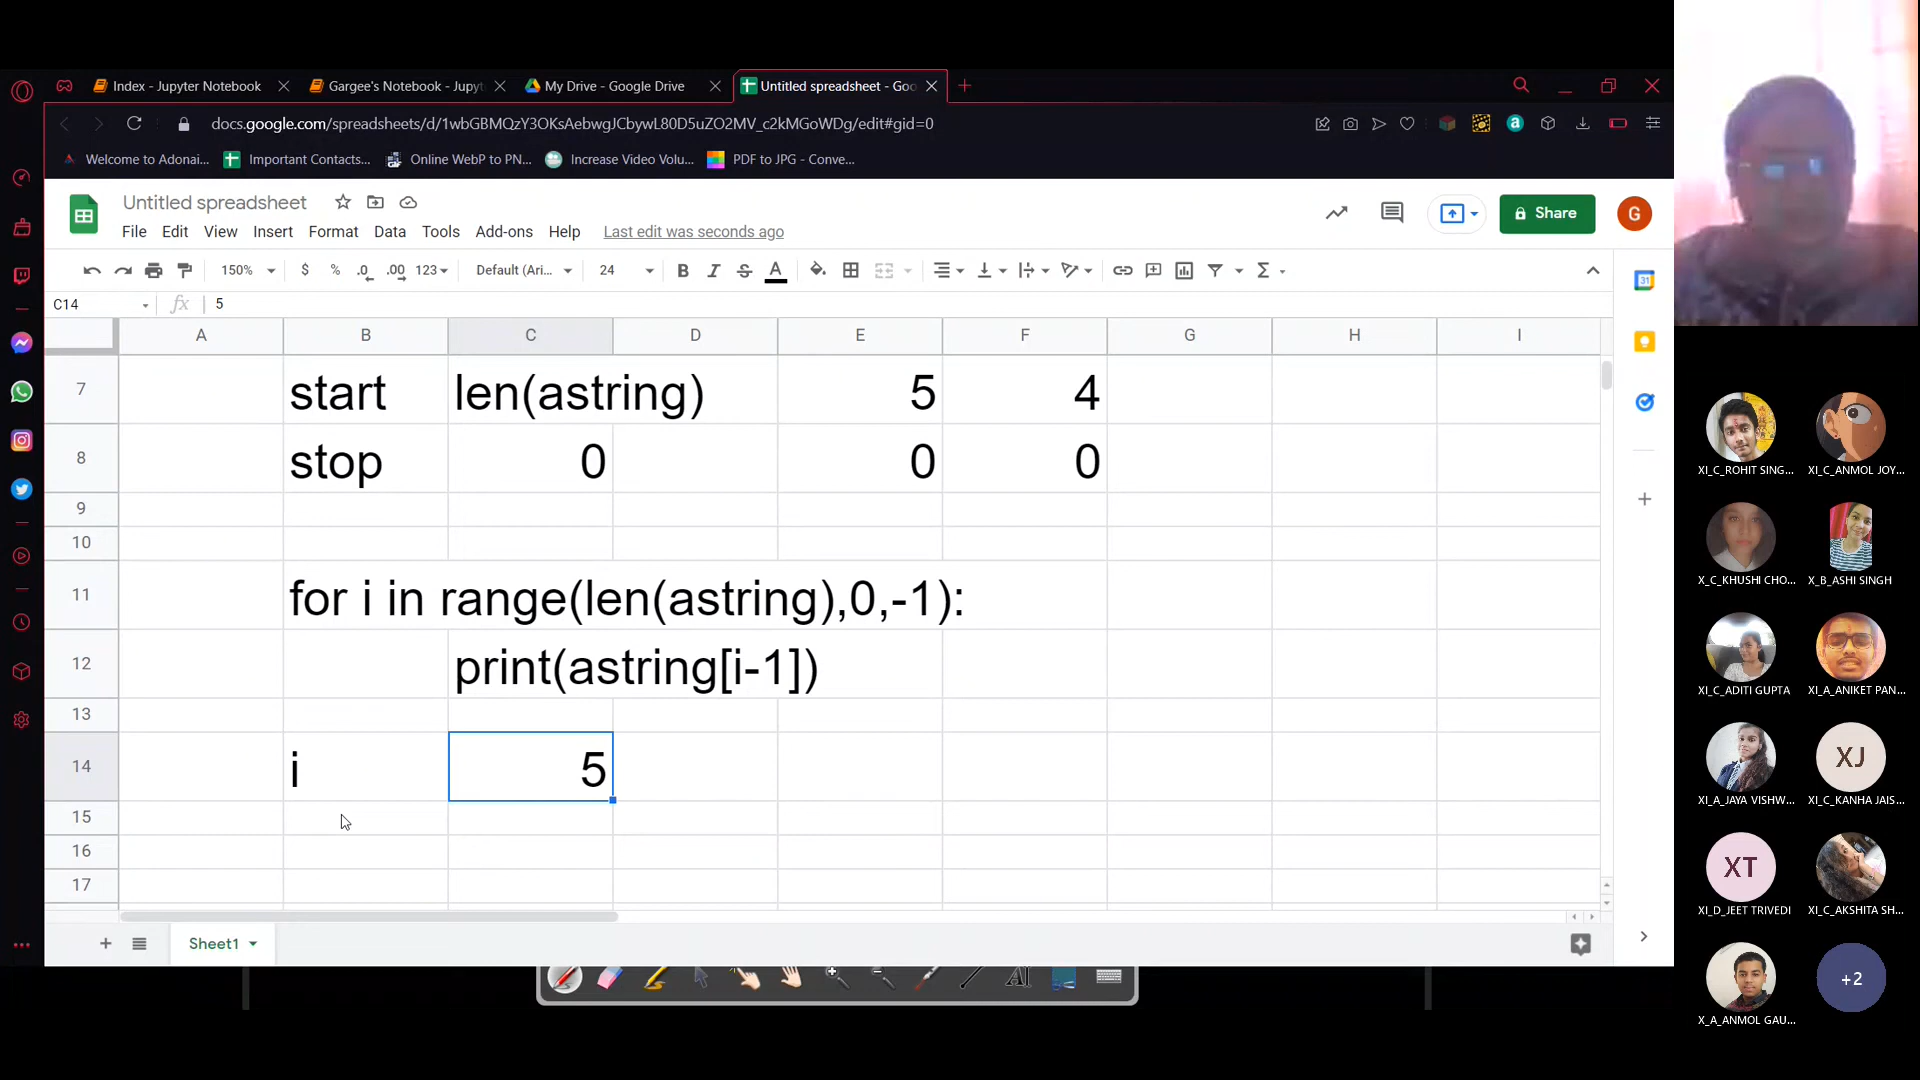 Index - Jupyter Notebook
Gargee's Notebook - Jupyt
My Drive - Google Drive
Untitled spreadsheet - Goo
docs.google.com/spreadsheets/d/1wbGBMQzY3OKsAebwgJCbywL80D5uZO2MV_c2kMGoWDg/edit#gid=0
Welcome to Adonai...
Important Contacts...
Online WebP to PN...
Increase Video Volu...
PDF to JPG - Conve...
Untitled spreadsheet
File Edit View Insert Format Data Tools Add-ons Help Last edit was seconds ago
Share
G
150% $ % .0 .00 123 Default (Ari... 24 B I S A Σ
C14 fx 5
A B C D E F G H I
7 start len(astring) 5 4
8 stop 0 0 0
9
10
11 for i in range(len(astring),0,-1):
12 print(astring[i-1])
13
14 i 5
15
16
17
Sheet1
31
XI_C_ROHIT SING...
XI_C_ANMOL JOY...
X_C_KHUSHI CHO...
X_B_ASHI SINGH
XI_C_ADITI GUPTA
XI_A_ANIKET PAN...
XJ
XI_A_JAYA VISHW...
XI_C_KANHA JAIS...
XT
XI_D_JEET TRIVEDI
XI_C_AKSHITA SH...
+2
X_A_ANMOL GAU...